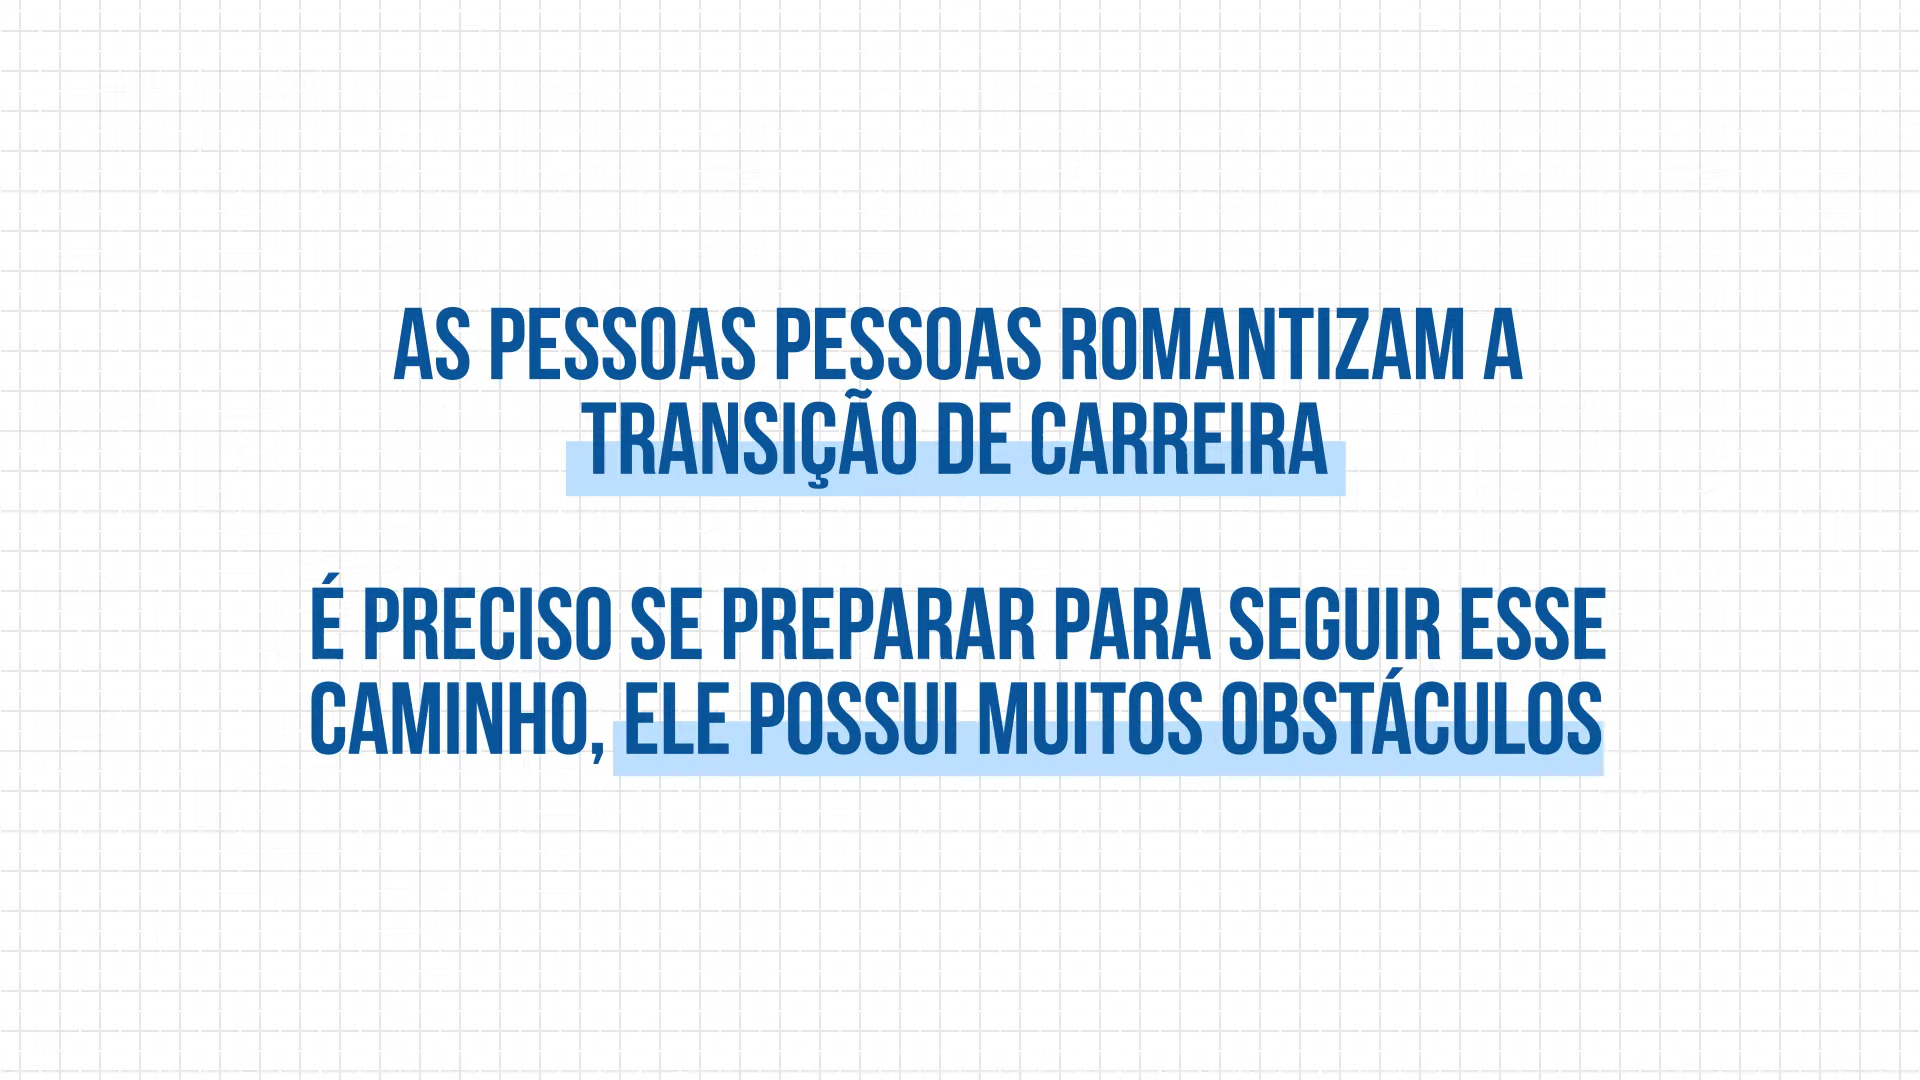 AS PESSOAS PESSOAS ROMANTIZAM A
TRANSIÇÃO DE CARREIRA
É PRECISO SE PREPARAR PARA SEGUIR ESSE
CAMINHO, ELE POSSUI MUITOS OBSTÁCULOS